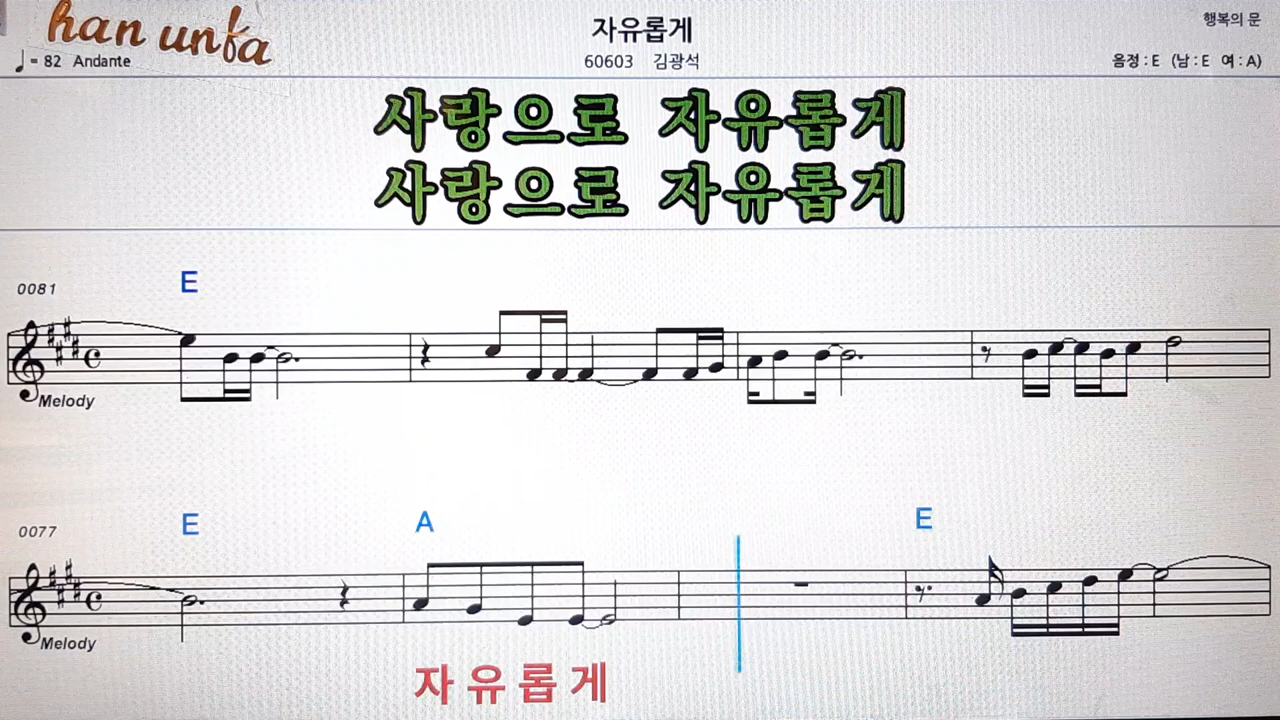 han unfa
자유롭게
행복의 문
♩ = 82 Andante
60603 김광석
음정 : E (남 : E 여 : A)
사랑으로 자유롭게
사랑으로 자유롭게
E
0081
Melody
E A E
0077
Melody
자유롭게